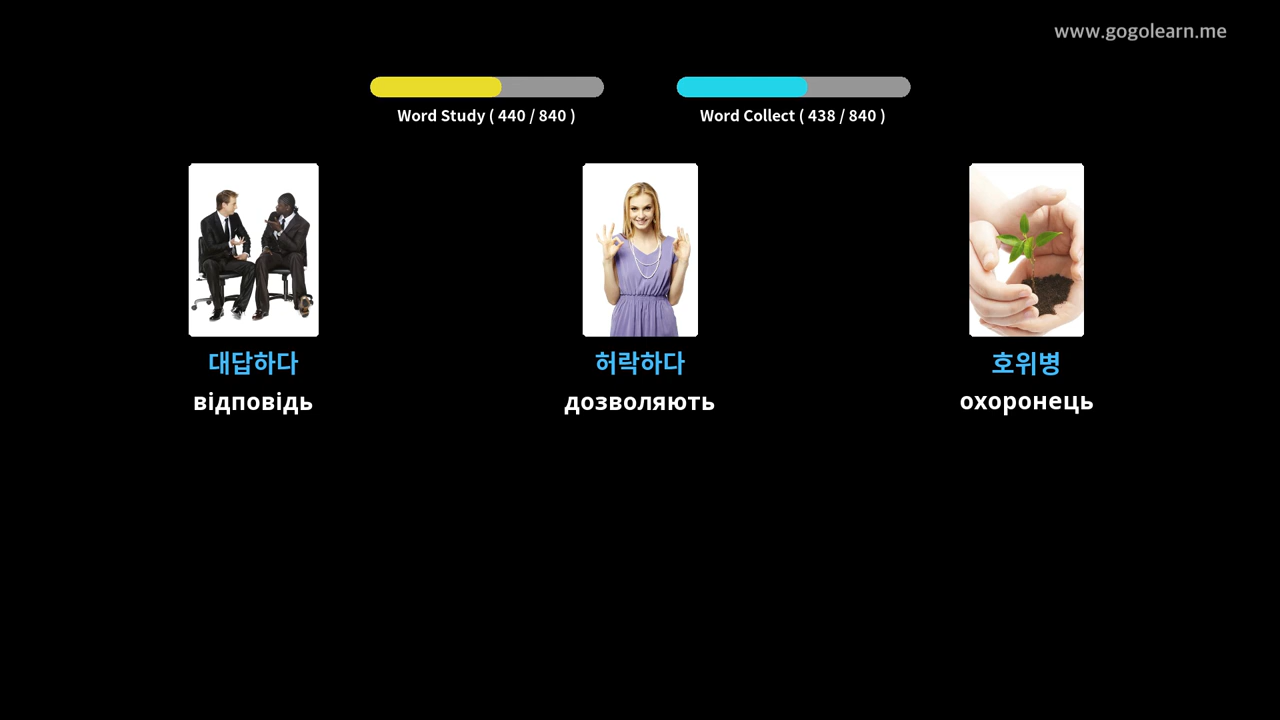 www.gogolearn.me
Word Study ( 440 / 840 )
Word Collect ( 438 / 840 )
대답하다
허락하다
호위병
відповідь
дозволяють
охоронець